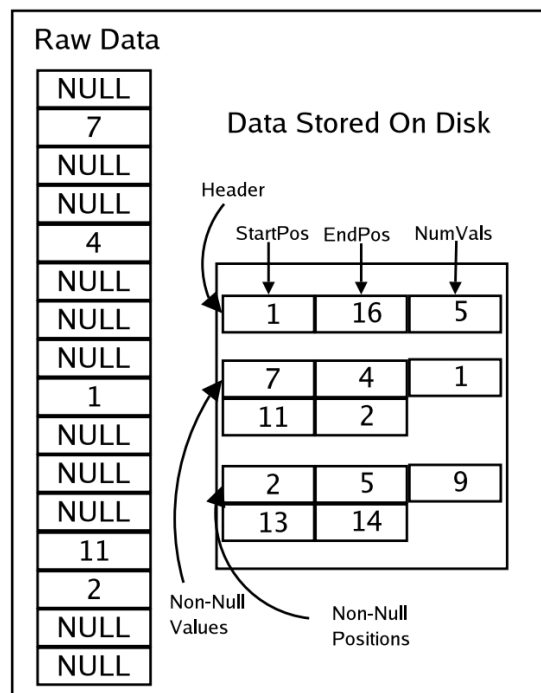 Raw Data
NULL
7
NULL
NULL
4
NULL
NULL
NULL
1
NULL
NULL
NULL
11
2
NULL
NULL
Data Stored On Disk
Header
StartPos EndPos NumVals
1 16 5
7 4 1
11 2
2 5 9
13 14
Non-Null
Values
Non-Null
Positions